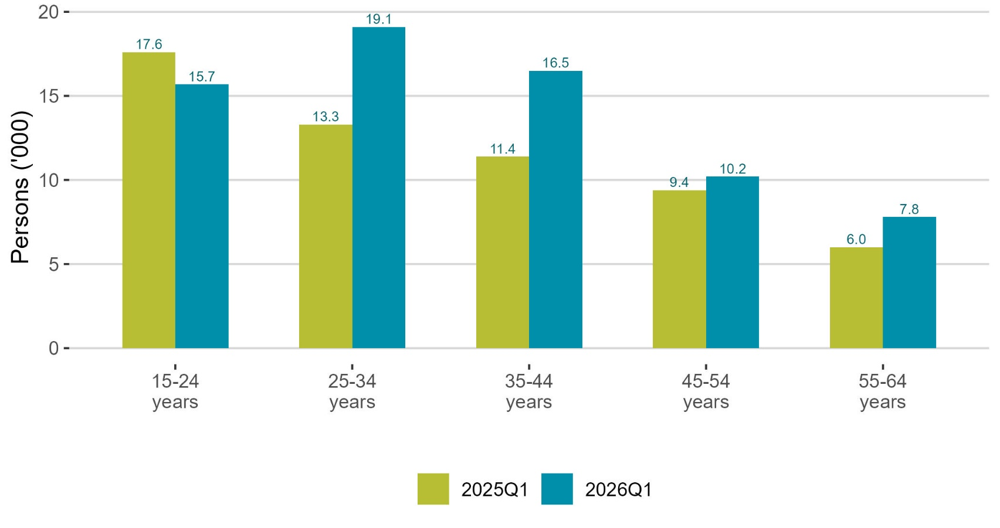 Persons ('000)
20
15
10
5
0
17.6
15.7
13.3
19.1
11.4
16.5
9.4
10.2
6.0
7.8
15-24
years
25-34
years
35-44
years
45-54
years
55-64
years
2025Q1
2026Q1